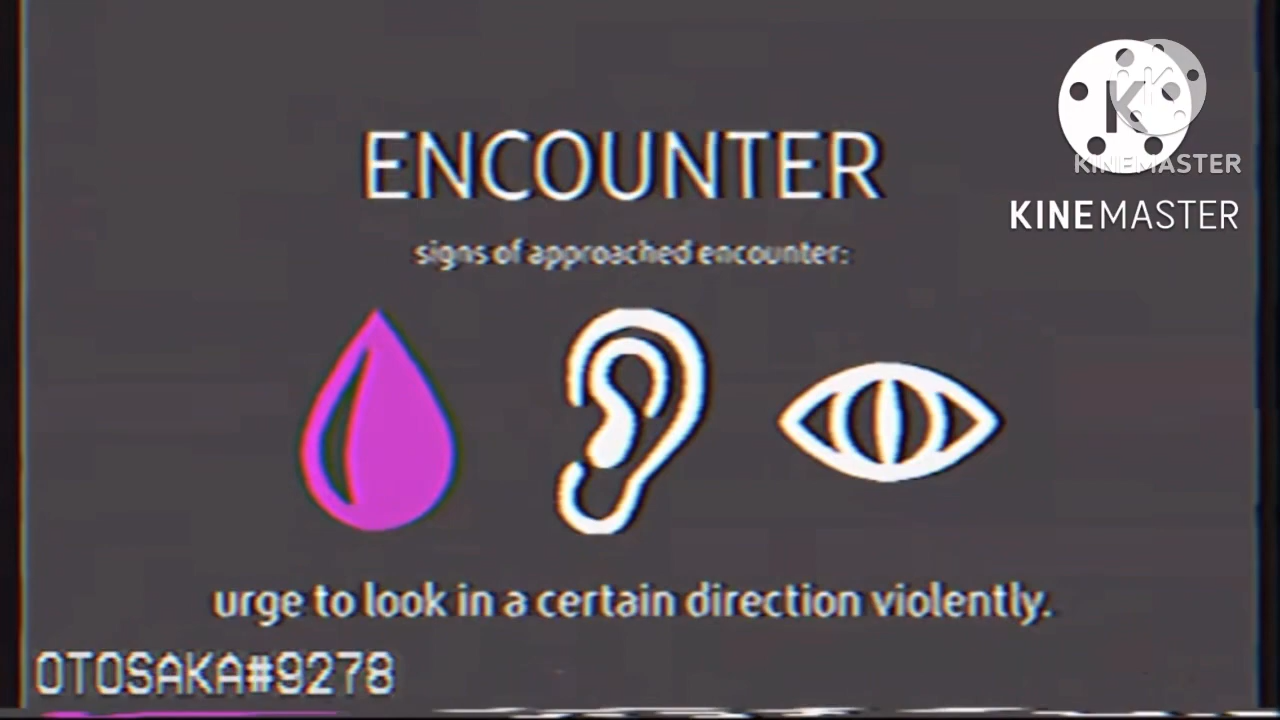 ENCOUNTER
KINEMASTER
KINEMASTER
signs of approached encounter:
urge to look in a certain direction violently.
OTOSAKA#9278